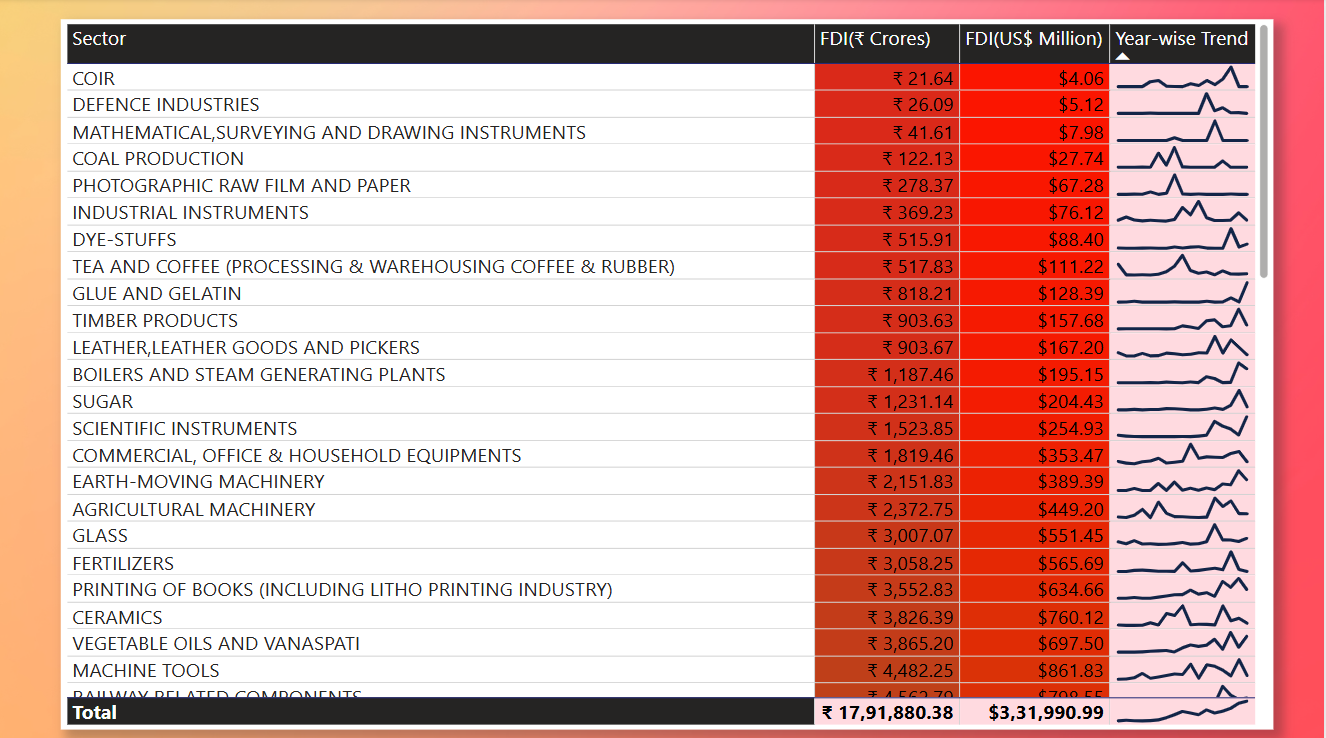 Sector FDI(₹ Crores) FDI(US$ Million) Year-wise Trend
COIR ₹ 21.64 $4.06
DEFENCE INDUSTRIES ₹ 26.09 $5.12
MATHEMATICAL,SURVEYING AND DRAWING INSTRUMENTS ₹ 41.61 $7.98
COAL PRODUCTION ₹ 122.13 $27.74
PHOTOGRAPHIC RAW FILM AND PAPER ₹ 278.37 $67.28
INDUSTRIAL INSTRUMENTS ₹ 369.23 $76.12
DYE-STUFFS ₹ 515.91 $88.40
TEA AND COFFEE (PROCESSING & WAREHOUSING COFFEE & RUBBER) ₹ 517.83 $111.22
GLUE AND GELATIN ₹ 818.21 $128.39
TIMBER PRODUCTS ₹ 903.63 $157.68
LEATHER,LEATHER GOODS AND PICKERS ₹ 903.67 $167.20
BOILERS AND STEAM GENERATING PLANTS ₹ 1,187.46 $195.15
SUGAR ₹ 1,231.14 $204.43
SCIENTIFIC INSTRUMENTS ₹ 1,523.85 $254.93
COMMERCIAL, OFFICE & HOUSEHOLD EQUIPMENTS ₹ 1,819.46 $353.47
EARTH-MOVING MACHINERY ₹ 2,151.83 $389.39
AGRICULTURAL MACHINERY ₹ 2,372.75 $449.20
GLASS ₹ 3,007.07 $551.45
FERTILIZERS ₹ 3,058.25 $565.69
PRINTING OF BOOKS (INCLUDING LITHO PRINTING INDUSTRY) ₹ 3,552.83 $634.66
CERAMICS ₹ 3,826.39 $760.12
VEGETABLE OILS AND VANASPATI ₹ 3,865.20 $697.50
MACHINE TOOLS ₹ 4,482.25 $861.83
RAILWAY RELATED COMPONENTS
Total ₹ 17,91,880.38 $3,31,990.99